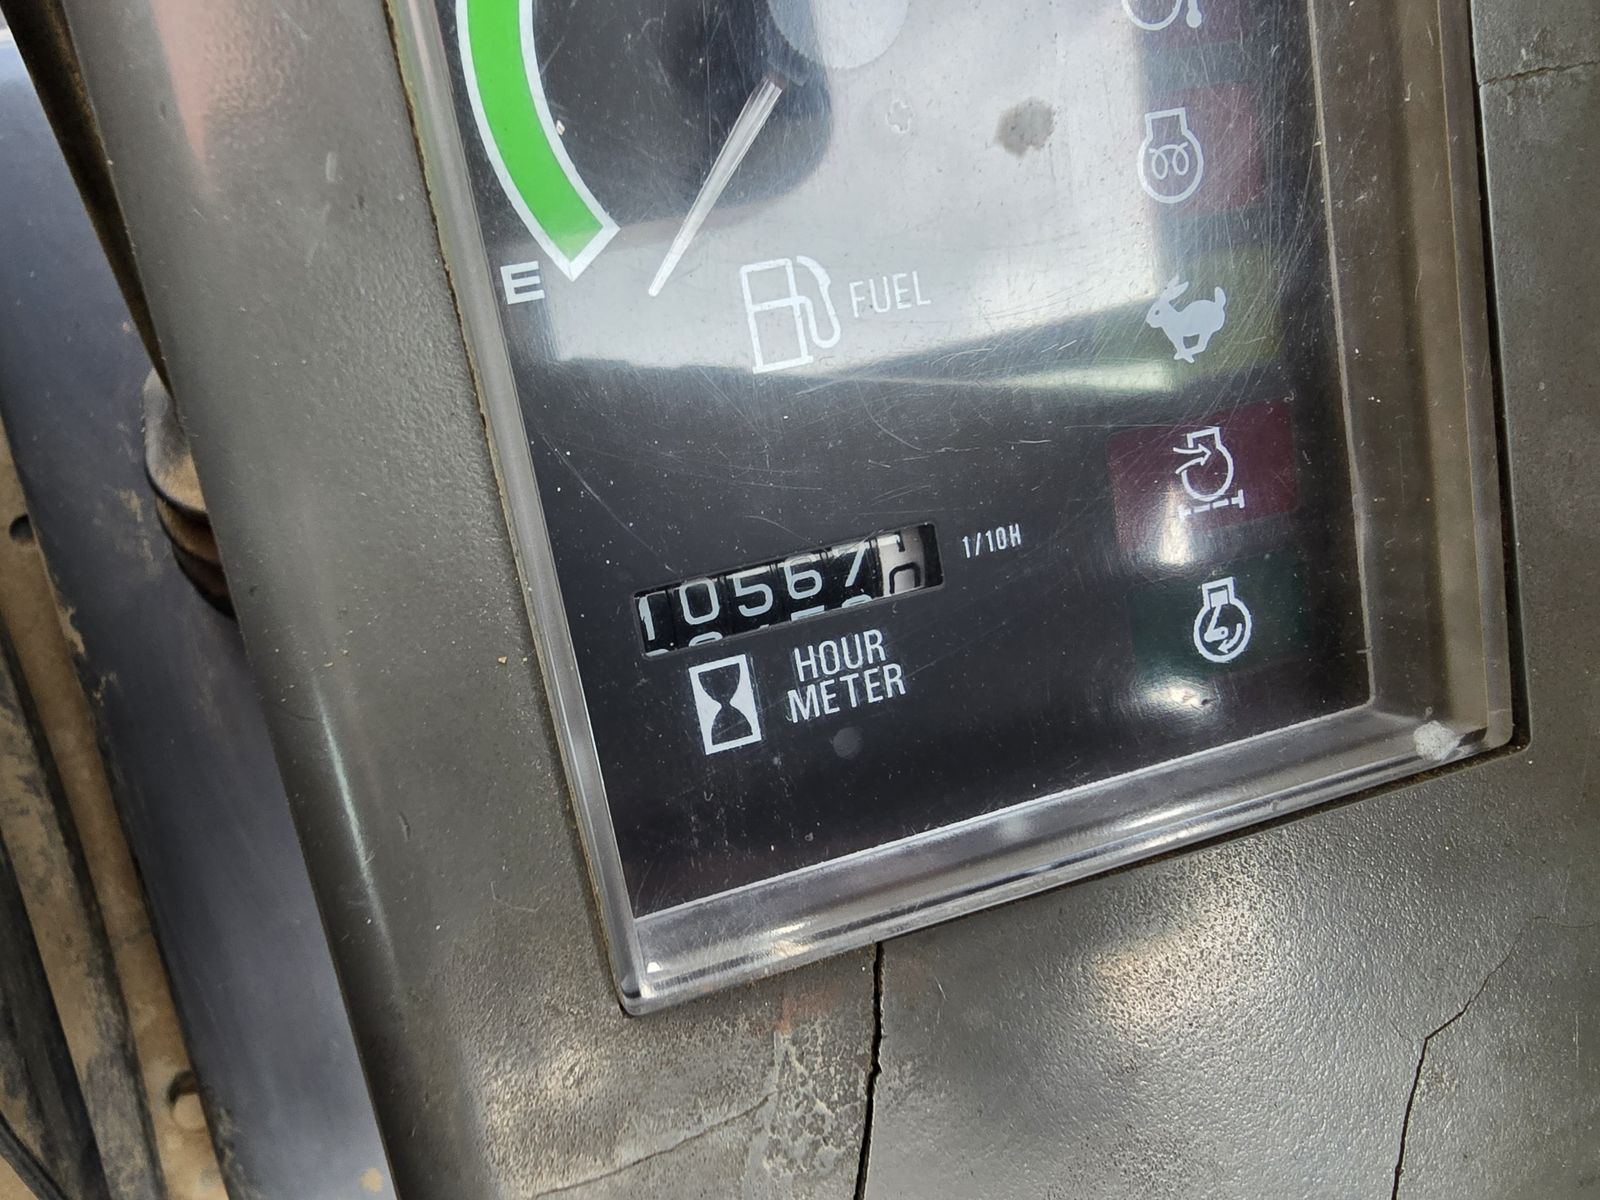 E
FUEL
10567
1/10H
HOUR
METER